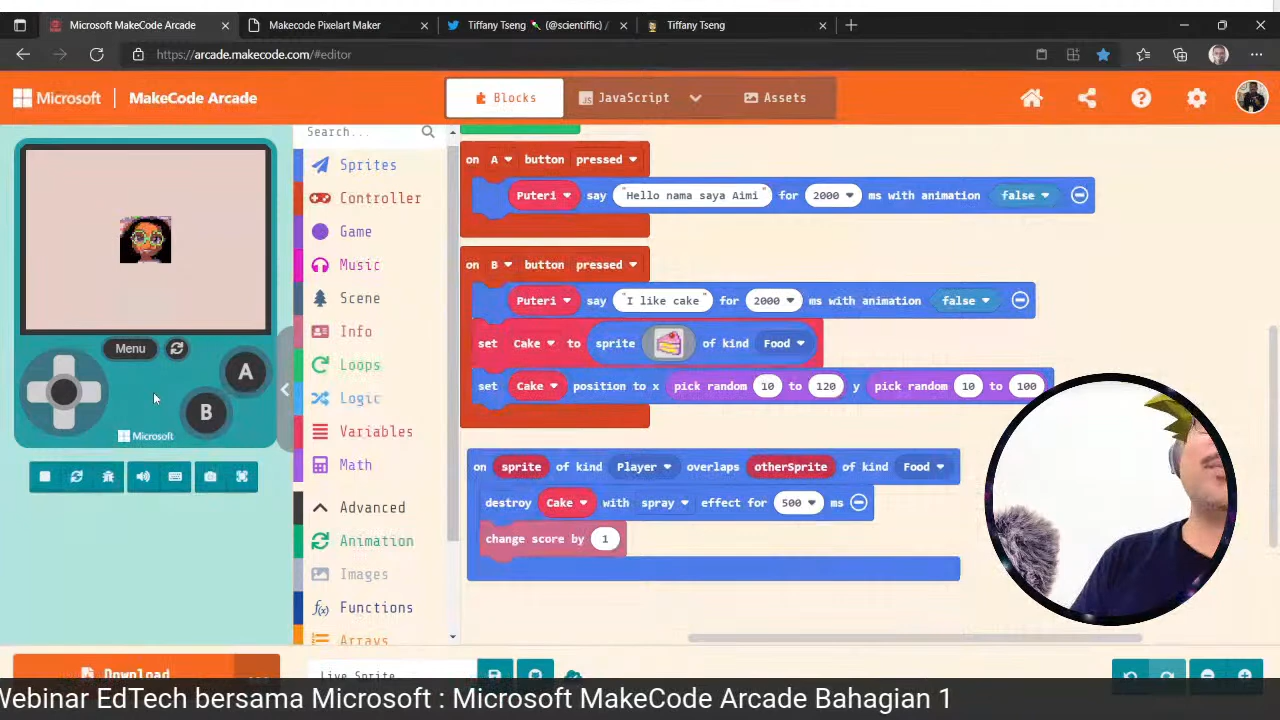 Microsoft MakeCode Arcade
Makecode Pixelart Maker
Tiffany Tseng (@scientiffic) /
Tiffany Tseng
https://arcade.makecode.com/#editor
Microsoft
MakeCode Arcade
Blocks
JavaScript
Assets
Search...
Sprites
Controller
Game
Music
Scene
Info
Loops
Logic
Variables
Math
Advanced
Animation
Images
Functions
Arrays
Menu
A
B
Microsoft
on A button pressed
Puteri say "Hello nama saya Aimi" for 2000 ms with animation false
on B button pressed
Puteri say "I like cake" for 2000 ms with animation false
set Cake to sprite of kind Food
set Cake position to x pick random 10 to 120 y pick random 10 to 100
on sprite of kind Player overlaps otherSprite of kind Food
destroy Cake with spray effect for 500 ms
change score by 1
Download
Live Sprite
Webinar EdTech bersama Microsoft : Microsoft MakeCode Arcade Bahagian 1